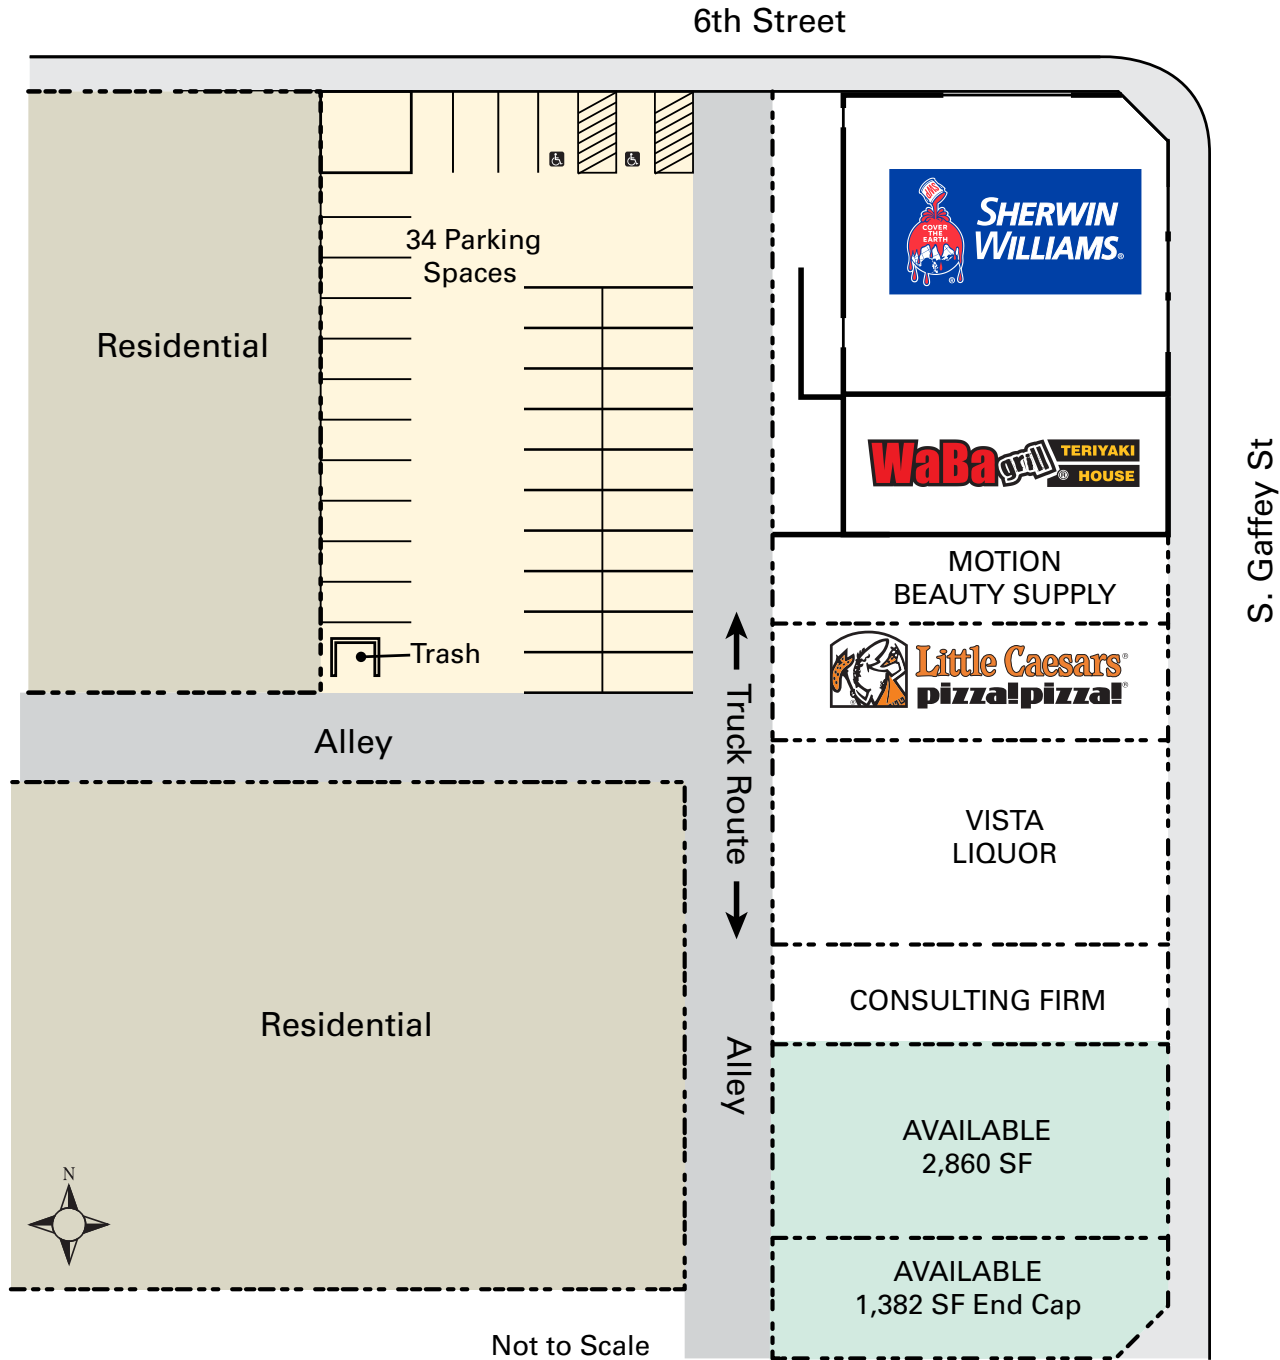 6th Street
SWP
COVER
THE
EARTH
®
SHERWIN
WILLIAMS®
34 Parking
Spaces
Residential
WaBa grill TERIYAKI
® HOUSE
S. Gaffey St
MOTION
BEAUTY SUPPLY
Trash
Little Caesars®
pizza!pizza!®
Truck Route
Alley
VISTA
LIQUOR
CONSULTING FIRM
Residential
Alley
AVAILABLE
2,860 SF
N
AVAILABLE
1,382 SF End Cap
Not to Scale